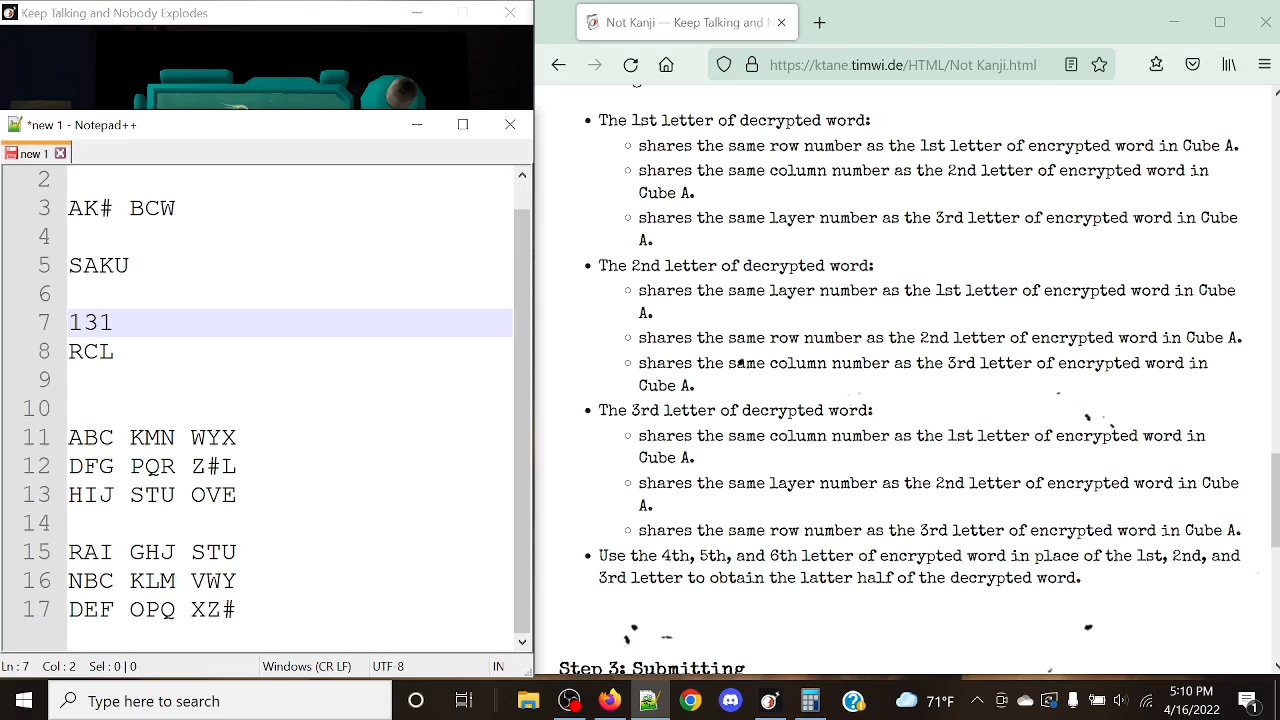 Keep Talking and Nobody Explodes
*new 1 - Notepad++
new 1
2
3 AK# BCW
4
5 SAKU
6
7 131
8 RCL
9
10
11 ABC KMN WYX
12 DFG PQR Z#L
13 HIJ STU OVE
14
15 RAI GHJ STU
16 NBC KLM VWY
17 DEF OPQ XZ#
Ln : 7 Col : 2 Sel : 0 | 0
Windows (CR LF)
UTF-8
IN
Not Kanji — Keep Talking and N
https://ktane.timwi.de/HTML/Not Kanji.html
• The 1st letter of decrypted word:
○ shares the same row number as the 1st letter of encrypted word in Cube A.
○ shares the same column number as the 2nd letter of encrypted word in
Cube A.
○ shares the same layer number as the 3rd letter of encrypted word in Cube
A.
• The 2nd letter of decrypted word:
○ shares the same layer number as the 1st letter of encrypted word in Cube
A.
○ shares the same row number as the 2nd letter of encrypted word in Cube A.
○ shares the same column number as the 3rd letter of encrypted word in
Cube A.
• The 3rd letter of decrypted word:
○ shares the same column number as the 1st letter of encrypted word in
Cube A.
○ shares the same layer number as the 2nd letter of encrypted word in Cube
A.
○ shares the same row number as the 3rd letter of encrypted word in Cube A.
• Use the 4th, 5th, and 6th letter of encrypted word in place of the 1st, 2nd, and
3rd letter to obtain the latter half of the decrypted word.
Step 3: Submitting
Type here to search
71°F
5:10 PM
4/16/2022